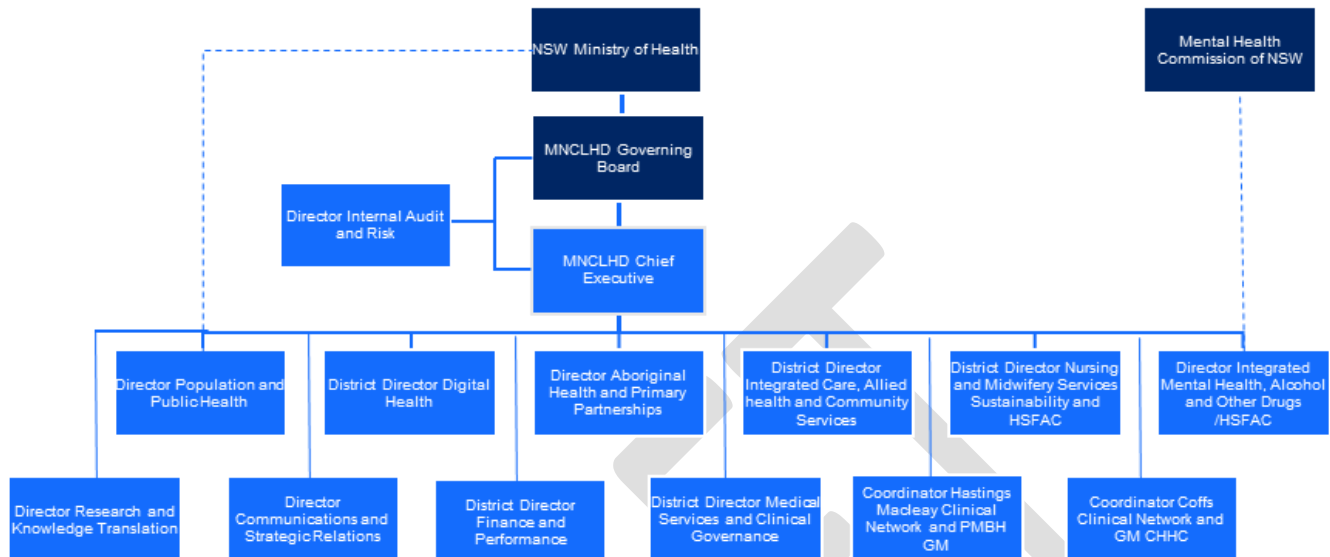 NSW Ministry of Health
Mental Health
Commission of NSW
MNCLHD Governing
Board
Director Internal Audit
and Risk
MNCLHD Chief
Executive
Director Population and
Public Health
District Director Digital
Health
Director Aboriginal
Health and Primary
Partnerships
District Director
Integrated Care, Allied
health and Community
Services
District Director Nursing
and Midwifery Services
Sustainability and
HSFAC
Director Integrated
Mental Health, Alcohol
and Other Drugs
/HSFAC
Director Research and
Knowledge Translation
Director
Communications and
Strategic Relations
District Director
Finance and
Performance
District Director Medical
Services and Clinical
Governance
Coordinator Hastings
Macleay Clinical
Network and PMBH
GM
Coordinator Coffs
Clinical Network and
GM CHHC